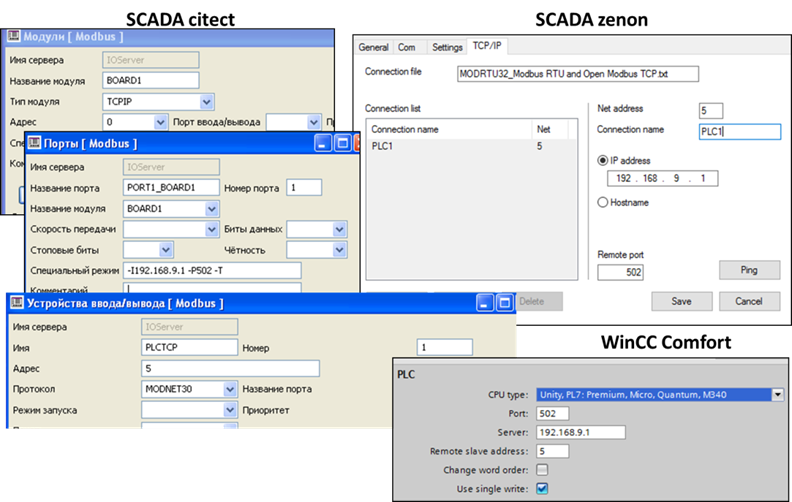 SCADA citect
Модули [ Modbus ]
Имя сервера IOServer
Название модуля BOARD1
Тип модуля TCPIP
Адрес 0 Порт ввода/вывода
Порты [ Modbus ]
Имя сервера IOServer
Название порта PORT1_BOARD1 Номер порта 1
Название модуля BOARD1
Скорость передачи Биты данных
Стоповые биты Чётность
Специальный режим -I192.168.9.1 -P502 -T
Комментарий
Устройства ввода/вывода [ Modbus ]
Имя сервера IOServer
Имя PLCTCP Номер 1
Адрес 5
Протокол MODNET30 Название порта
Режим запуска Приоритет
SCADA zenon
General Com Settings TCP/IP
Connection file MODRTU32_Modbus RTU and Open Modbus TCP.txt
Connection list
Connection name Net
PLC1 5
Net address 5
Connection name PLC1
IP address
192 . 168 . 9 . 1
Hostname
Remote port
502 Ping
Delete Save Cancel
WinCC Comfort
PLC
CPU type: Unity, PL7: Premium, Micro, Quantum, M340
Port: 502
Server: 192.168.9.1
Remote slave address: 5
Change word order:
Use single write: